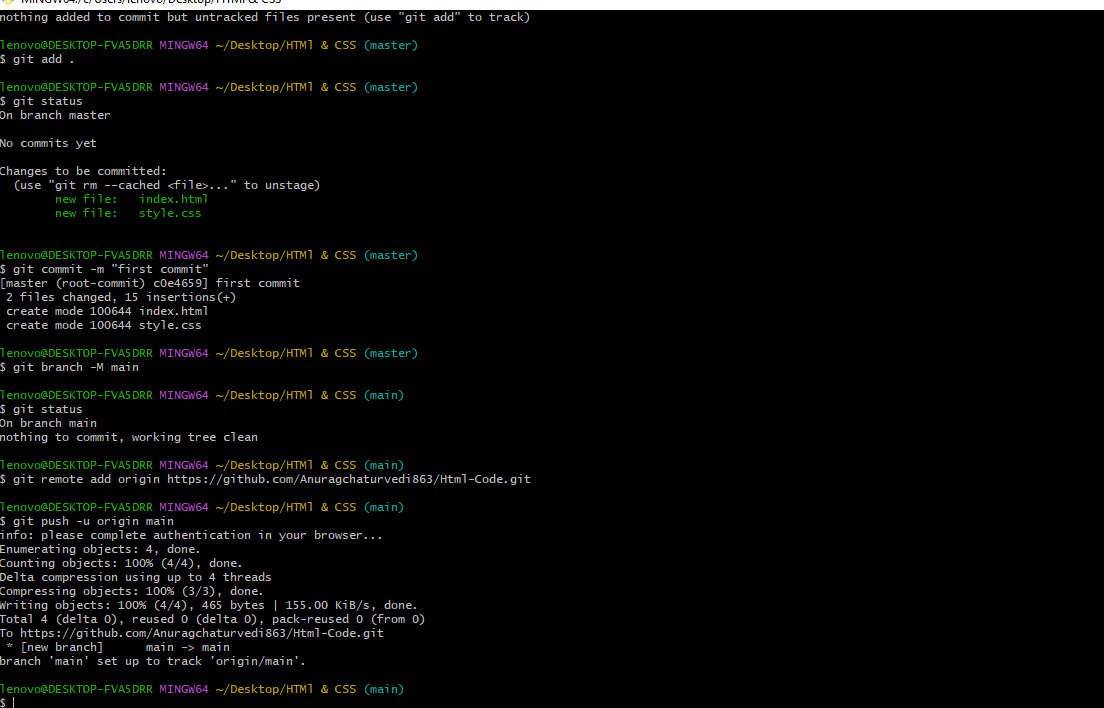 MINGW64:/c/Users/lenovo/Desktop/HTMl & CSS
nothing added to commit but untracked files present (use "git add" to track)
lenovo@DESKTOP-FVA5DRR MINGW64 ~/Desktop/HTMl & CSS (master)
$ git add .
lenovo@DESKTOP-FVA5DRR MINGW64 ~/Desktop/HTMl & CSS (master)
$ git status
On branch master
No commits yet
Changes to be committed:
(use "git rm --cached <file>..." to unstage)
new file: index.html
new file: style.css
lenovo@DESKTOP-FVA5DRR MINGW64 ~/Desktop/HTMl & CSS (master)
$ git commit -m "first commit"
[master (root-commit) c0e4659] first commit
2 files changed, 15 insertions(+)
create mode 100644 index.html
create mode 100644 style.css
lenovo@DESKTOP-FVA5DRR MINGW64 ~/Desktop/HTMl & CSS (master)
$ git branch -M main
lenovo@DESKTOP-FVA5DRR MINGW64 ~/Desktop/HTMl & CSS (main)
$ git status
On branch main
nothing to commit, working tree clean
lenovo@DESKTOP-FVA5DRR MINGW64 ~/Desktop/HTMl & CSS (main)
$ git remote add origin https://github.com/Anuragchaturvedi863/Html-Code.git
lenovo@DESKTOP-FVA5DRR MINGW64 ~/Desktop/HTMl & CSS (main)
$ git push -u origin main
info: please complete authentication in your browser...
Enumerating objects: 4, done.
Counting objects: 100% (4/4), done.
Delta compression using up to 4 threads
Compressing objects: 100% (3/3), done.
Writing objects: 100% (4/4), 465 bytes | 155.00 KiB/s, done.
Total 4 (delta 0), reused 0 (delta 0), pack-reused 0 (from 0)
To https://github.com/Anuragchaturvedi863/Html-Code.git
* [new branch] main -> main
branch 'main' set up to track 'origin/main'.
lenovo@DESKTOP-FVA5DRR MINGW64 ~/Desktop/HTMl & CSS (main)
$